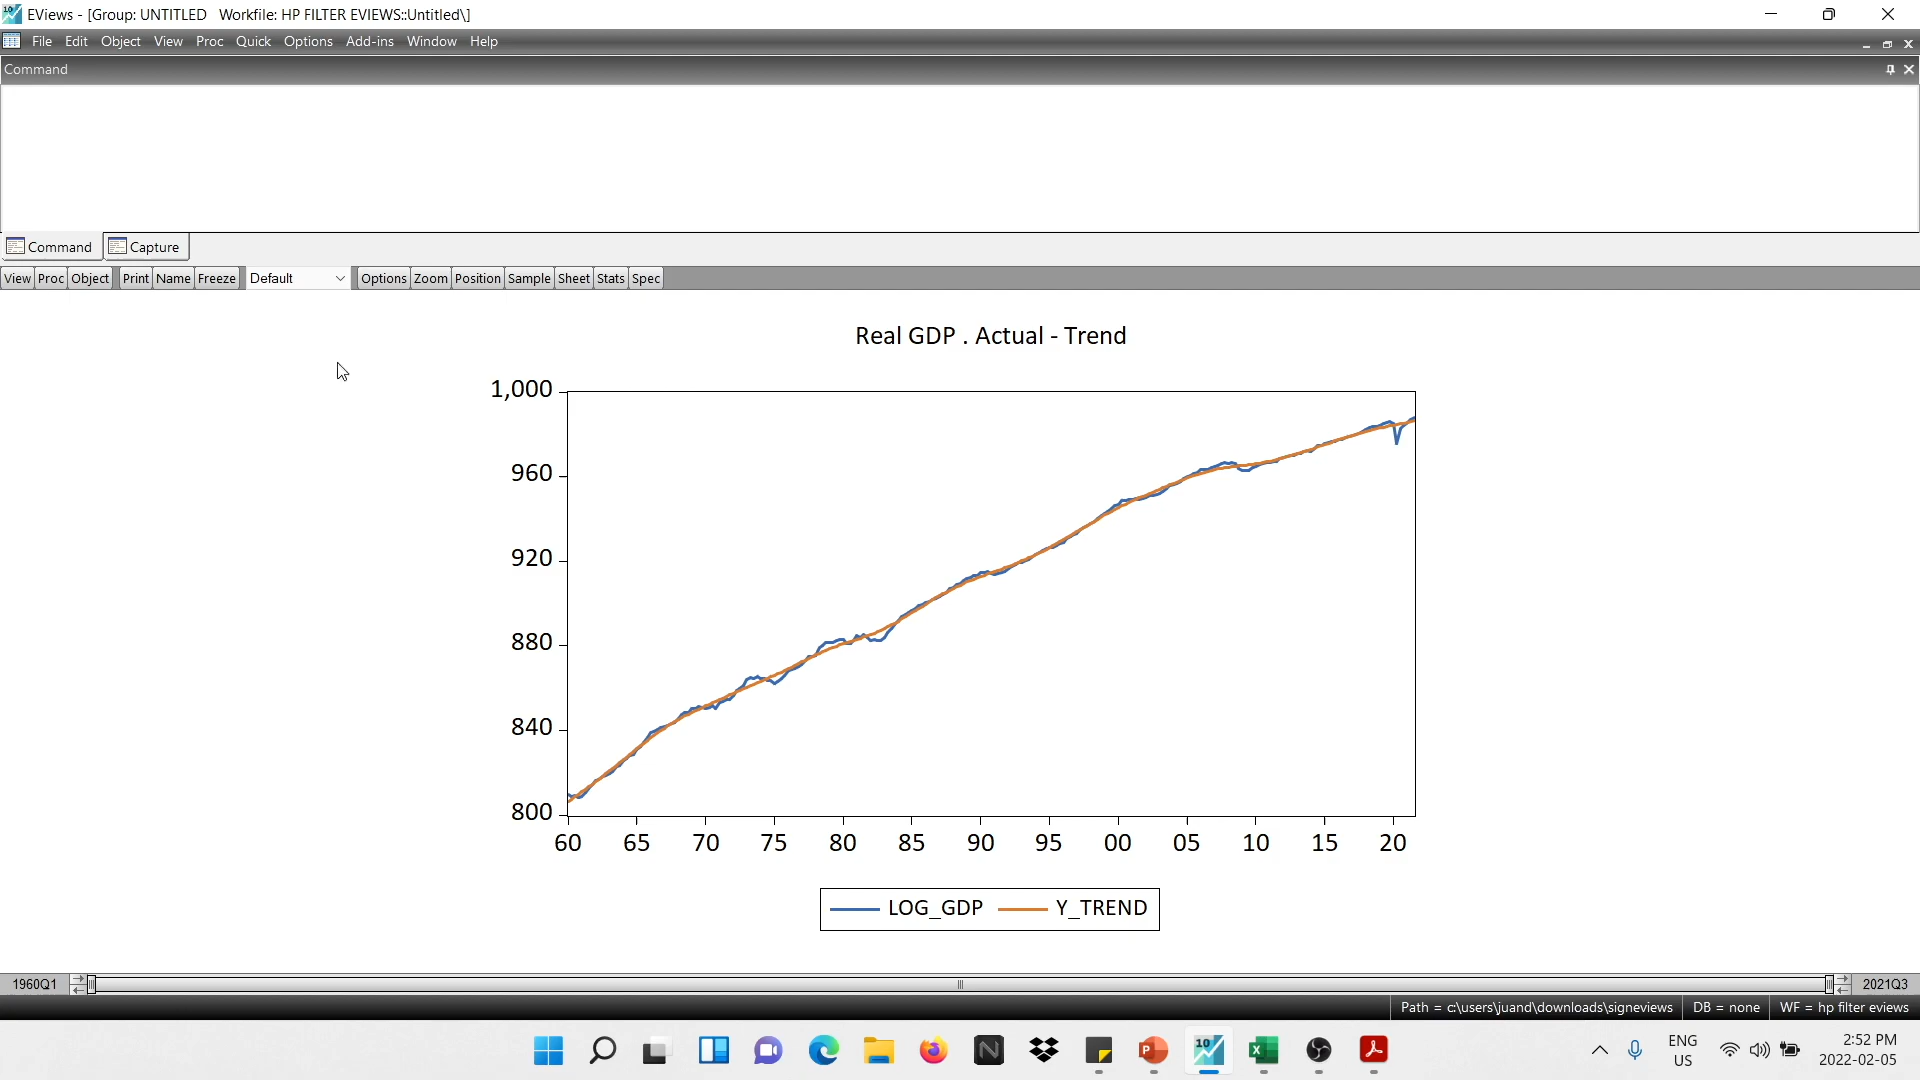 EViews - [Group: UNTITLED   Workfile: HP FILTER EVIEWS::Untitled\]
File Edit Object View Proc Quick Options Add-ins Window Help
Command
Command Capture
View Proc Object Print Name Freeze Default Options Zoom Position Sample Sheet Stats Spec
Real GDP . Actual - Trend
1,000
960
920
880
840
800
60 65 70 75 80 85 90 95 00 05 10 15 20
LOG_GDP Y_TREND
1960Q1 2021Q3
Path = c:\users\juand\downloads\signeviews DB = none WF = hp filter eviews
ENG
US
2:52 PM
2022-02-05